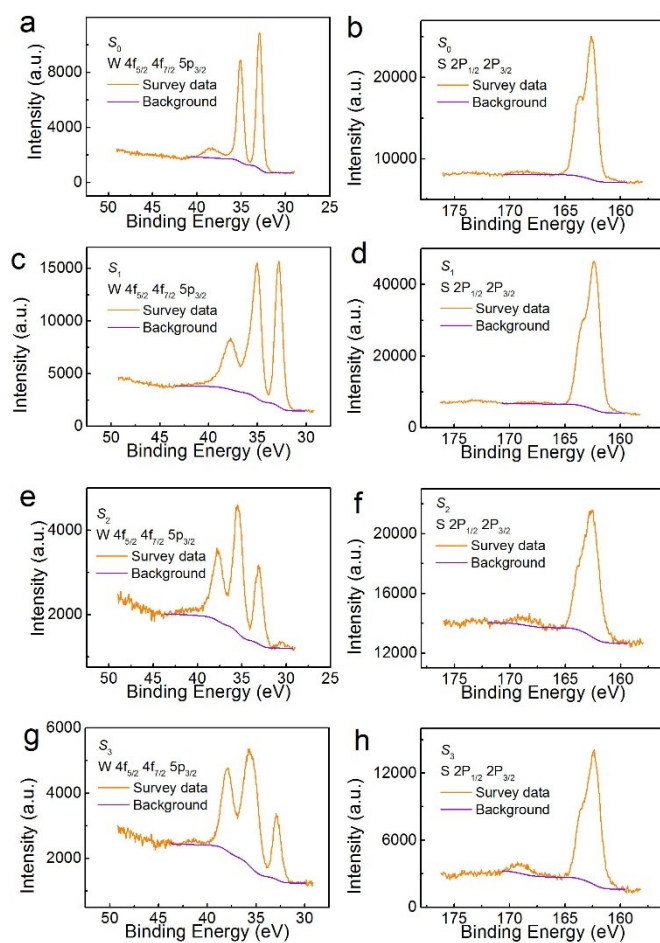 a
S0
W 4f5/2 4f7/2 5p3/2
Survey data
Background
Intensity (a.u.)
8000
4000
0
50 45 40 35 30 25
Binding Energy (eV)
b
S0
S 2P1/2 2P3/2
Survey data
Background
Intensity (a.u.)
20000
10000
0
175 170 165 160
Binding Energy (eV)
c
S1
W 4f5/2 4f7/2 5p3/2
Survey data
Background
Intensity (a.u.)
15000
10000
5000
0
50 45 40 35 30
Binding Energy (eV)
d
S1
S 2P1/2 2P3/2
Survey data
Background
Intensity (a.u.)
40000
20000
0
175 170 165 160
Binding Energy (eV)
e
S2
W 4f5/2 4f7/2 5p3/2
Survey data
Background
Intensity (a.u.)
4000
2000
50 45 40 35 30 25
Binding Energy (eV)
f
S2
S 2P1/2 2P3/2
Survey data
Background
Intensity (a.u.)
21000
18000
15000
12000
175 170 165 160
Binding Energy (eV)
g
S3
W 4f5/2 4f7/2 5p3/2
Survey data
Background
Intensity (a.u.)
6000
4000
2000
50 45 40 35 30 25
Binding Energy (eV)
h
S3
S 2P1/2 2P3/2
Survey data
Background
Intensity (a.u.)
12000
9000
6000
3000
0
175 170 165 160
Binding Energy (eV)